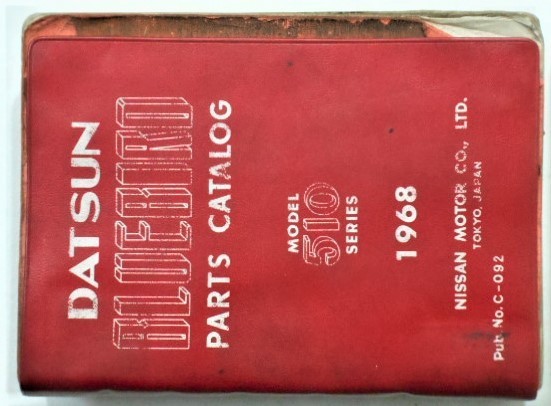 DATSUN
BLUEBIRD
PARTS CATALOG
MODEL
510
SERIES
1968
NISSAN MOTOR CO., LTD.
TOKYO, JAPAN
Pub. No. C-092